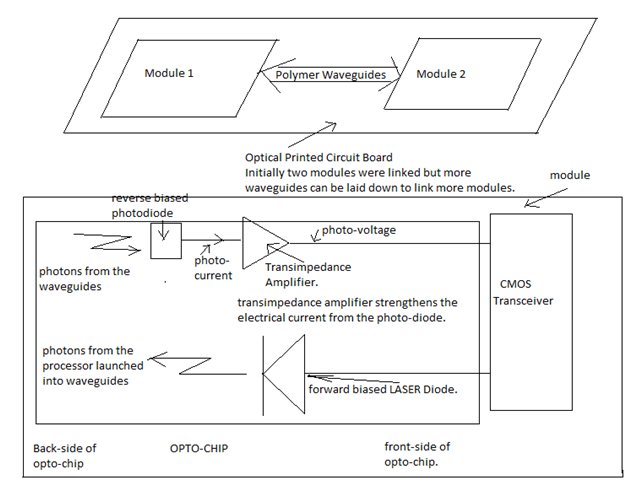 Module 1
Polymer Waveguides
Module 2
Optical Printed Circuit Board
Initially two modules were linked but more
waveguides can be laid down to link more modules.
module
reverse biased
photodiode
photo-voltage
photons from the
waveguides
photo-
current
Transimpedance
Amplifier.
CMOS
Transceiver
transimpedance amplifier strengthens the
electrical current from the photo-diode.
photons from the
processor launched
into waveguides
forward biased LASER Diode.
Back-side of
opto-chip
OPTO-CHIP
front-side of
opto-chip.